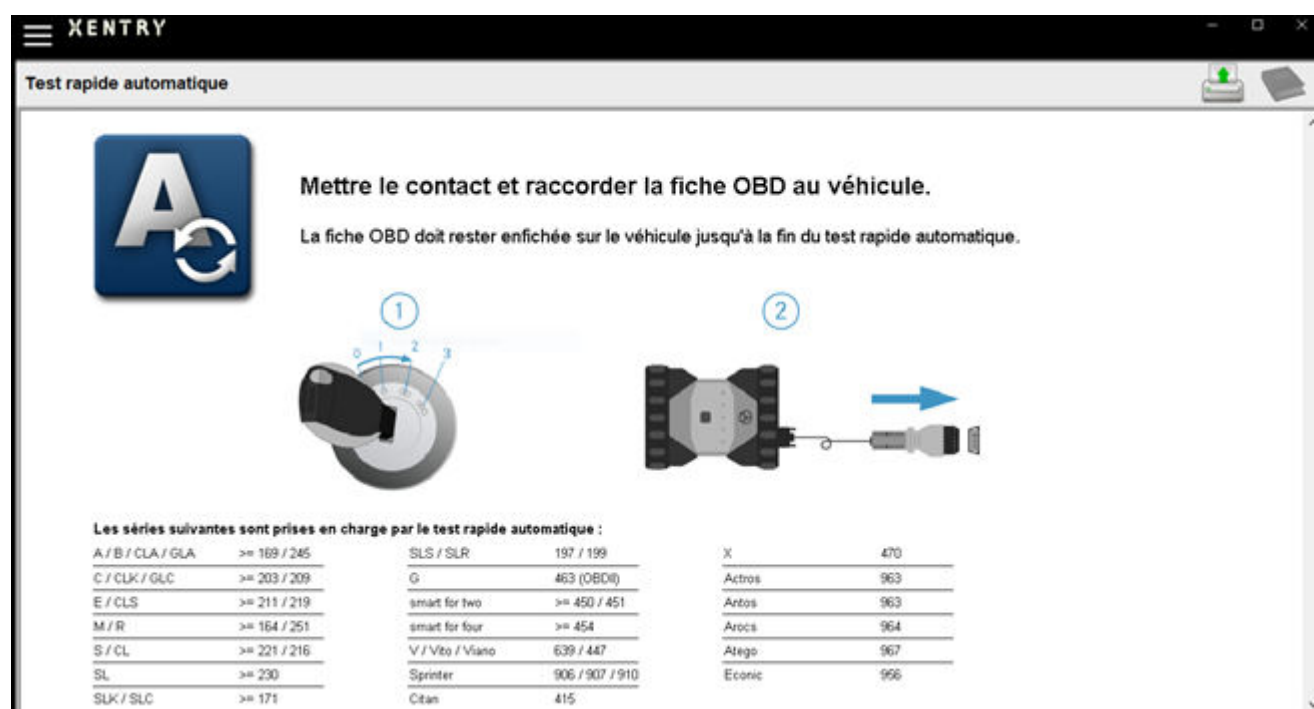 XENTRY
Test rapide automatique
A
Mettre le contact et raccorder la fiche OBD au véhicule.
La fiche OBD doit rester enfichée sur le véhicule jusqu'à la fin du test rapide automatique.
1 2
0 1 2 3
Les séries suivantes sont prises en charge par le test rapide automatique :
A / B / CLA / GLA >= 169 / 245 SLS / SLR 197 / 199 X 470
C / CLK / GLC >= 203 / 209 G 463 (OBDII) Actros 963
E / CLS >= 211 / 219 smart for two >= 450 / 451 Antos 963
M / R >= 164 / 251 smart for four >= 454 Arocs 964
S / CL >= 221 / 216 V / Vito / Viano 639 / 447 Atego 967
SL >= 230 Sprinter 906 / 907 / 910 Econic 956
SLK / SLC >= 171 Citan 415